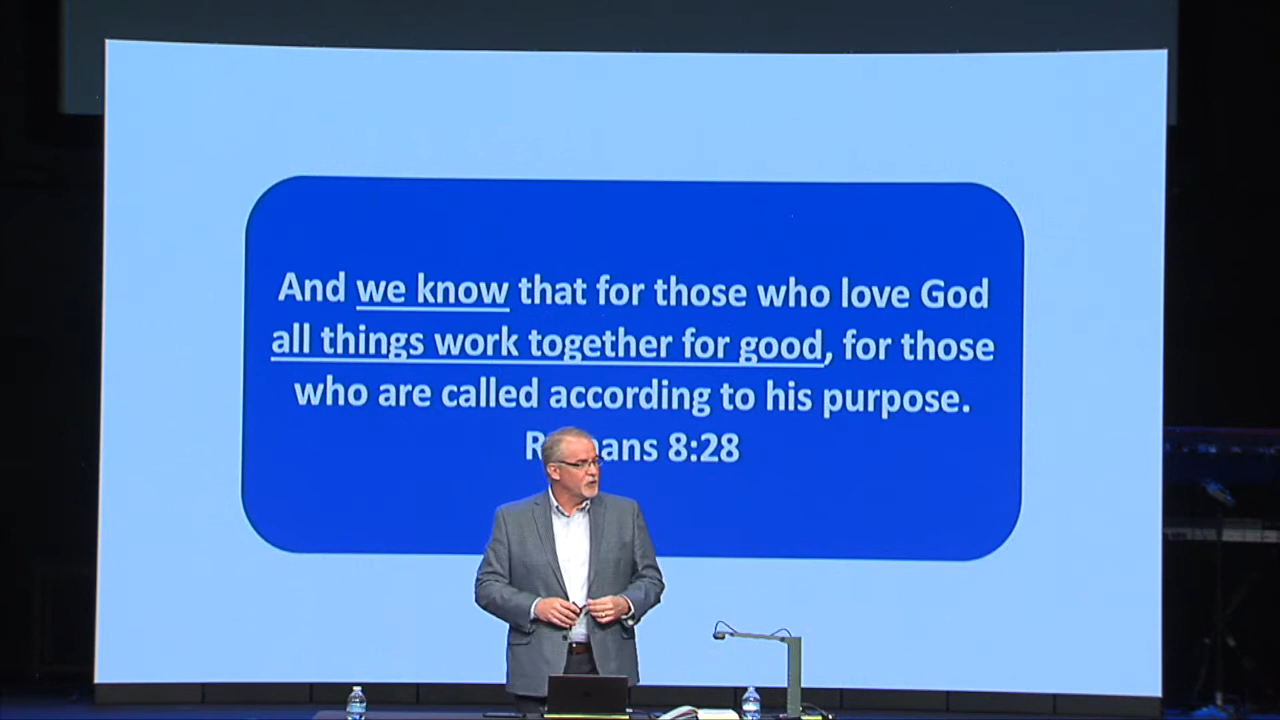 And we know that for those who love God
all things work together for good, for those
who are called according to his purpose.
8:28